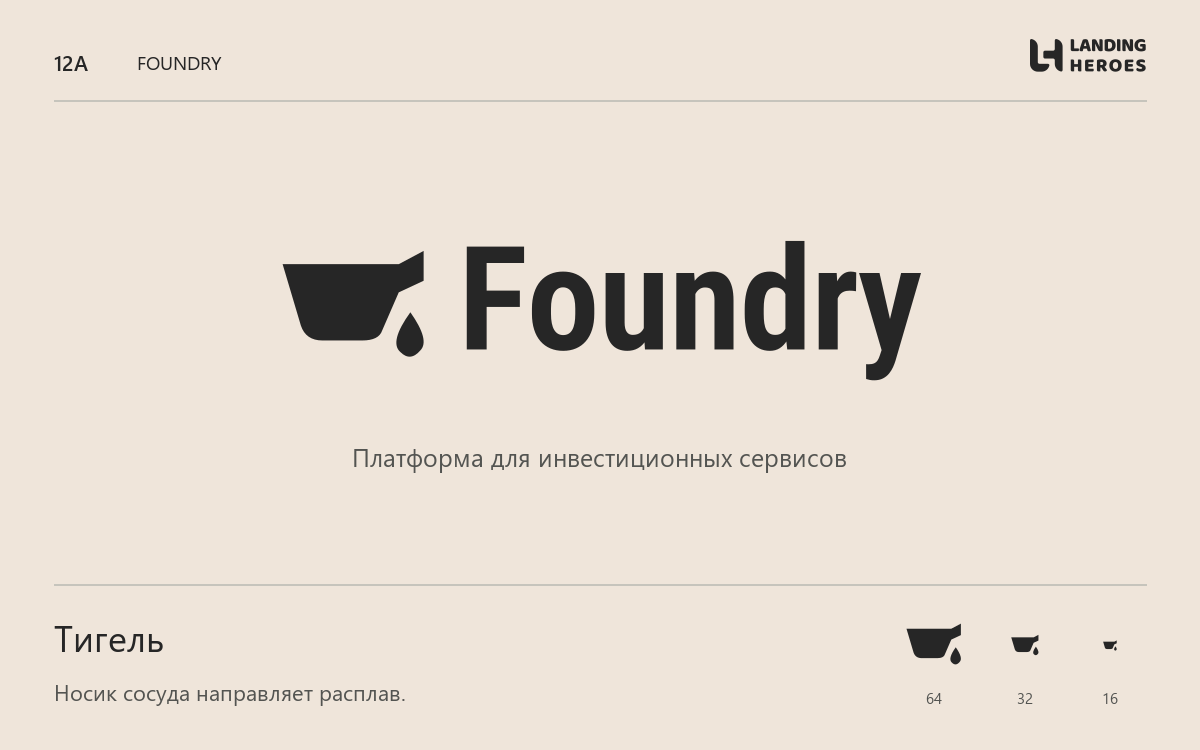 12A FOUNDRY
LANDING
HEROES
Foundry
Платформа для инвестиционных сервисов
Тигель
Носик сосуда направляет расплав.
64 32 16